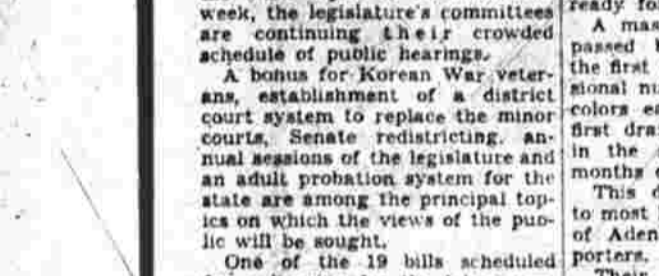 week, the legislature's committees
are continuing their crowded
schedule of public hearings.
A bonus for Korean War veter-
ans, establishment of a district
court system to replace the minor
courts, Senate redistricting, an-
nual sessions of the legislature and
an adult probation system for the
state are among the principal top-
ics on which the views of the pub-
lic will be sought.
One of the 19 bills scheduled
ready fo
A mas
passed
the first
sional nu
colors ea
first dra
in the
months
This d
to most
of Aden
porters,
Their